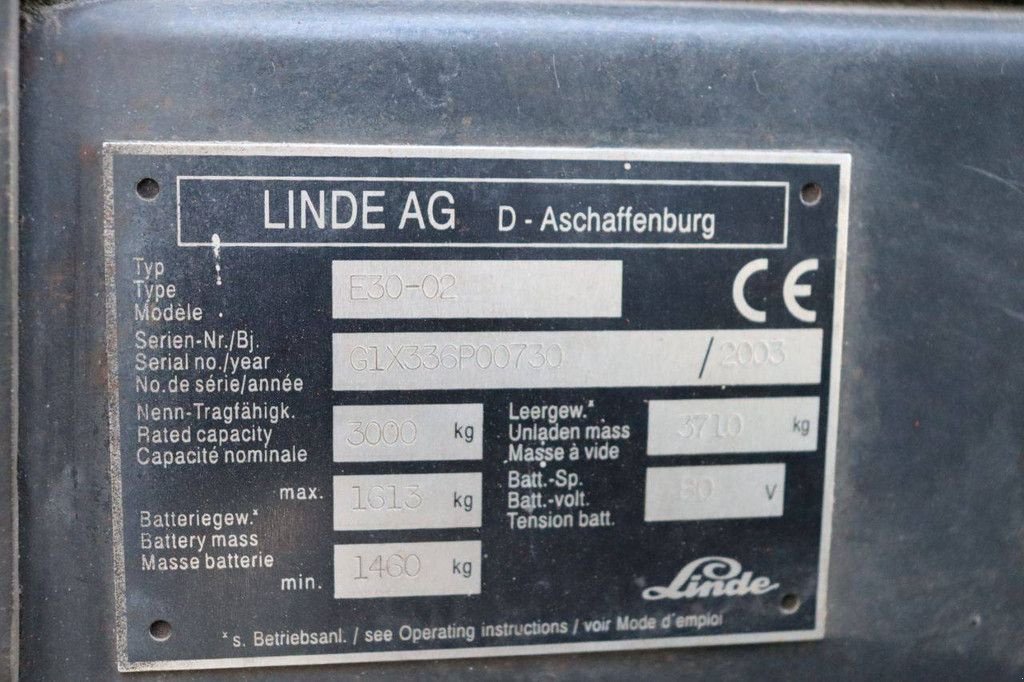 LINDE AG D - Aschaffenburg
Typ
Type E30-02
Modèle
CE
Serien-Nr./Bj.
Serial no./year G1X336P00730 / 2003
No.de série/année
Nenn-Tragfähigk.
Rated capacity 3000 kg
Capacité nominale
Leergew.*
Unladen mass 3710 kg
Masse à vide
max. 1613 kg
Batteriegew.*
Battery mass
Masse batterie
min. 1460 kg
Batt.-Sp.
Batt.-volt. 80 V
Tension batt.
Linde
* s. Betriebsanl. / see Operating instructions / voir Mode d'emploi